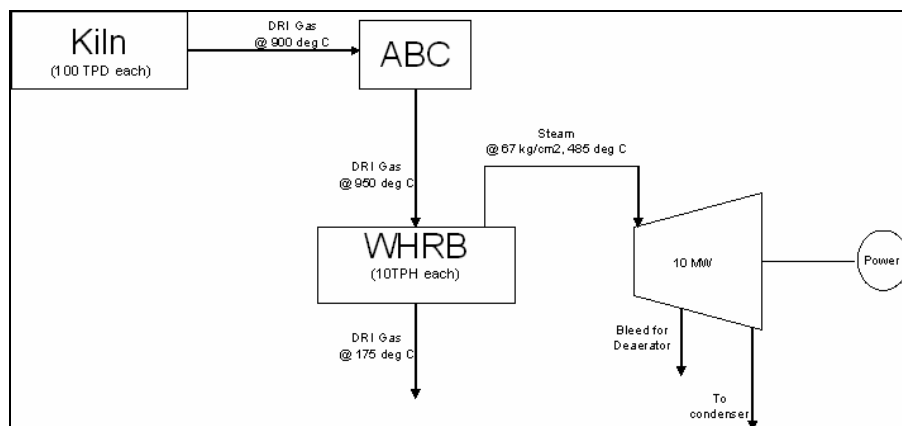 Kiln
(100 TPD each)
DRI Gas
@ 900 deg C
ABC
DRI Gas
@ 950 deg C
Steam
@ 67 kg/cm2, 485 deg C
WHRB
(10TPH each)
10 MW
Power
DRI Gas
@ 175 deg C
Bleed for
Deaerator
To
condenser